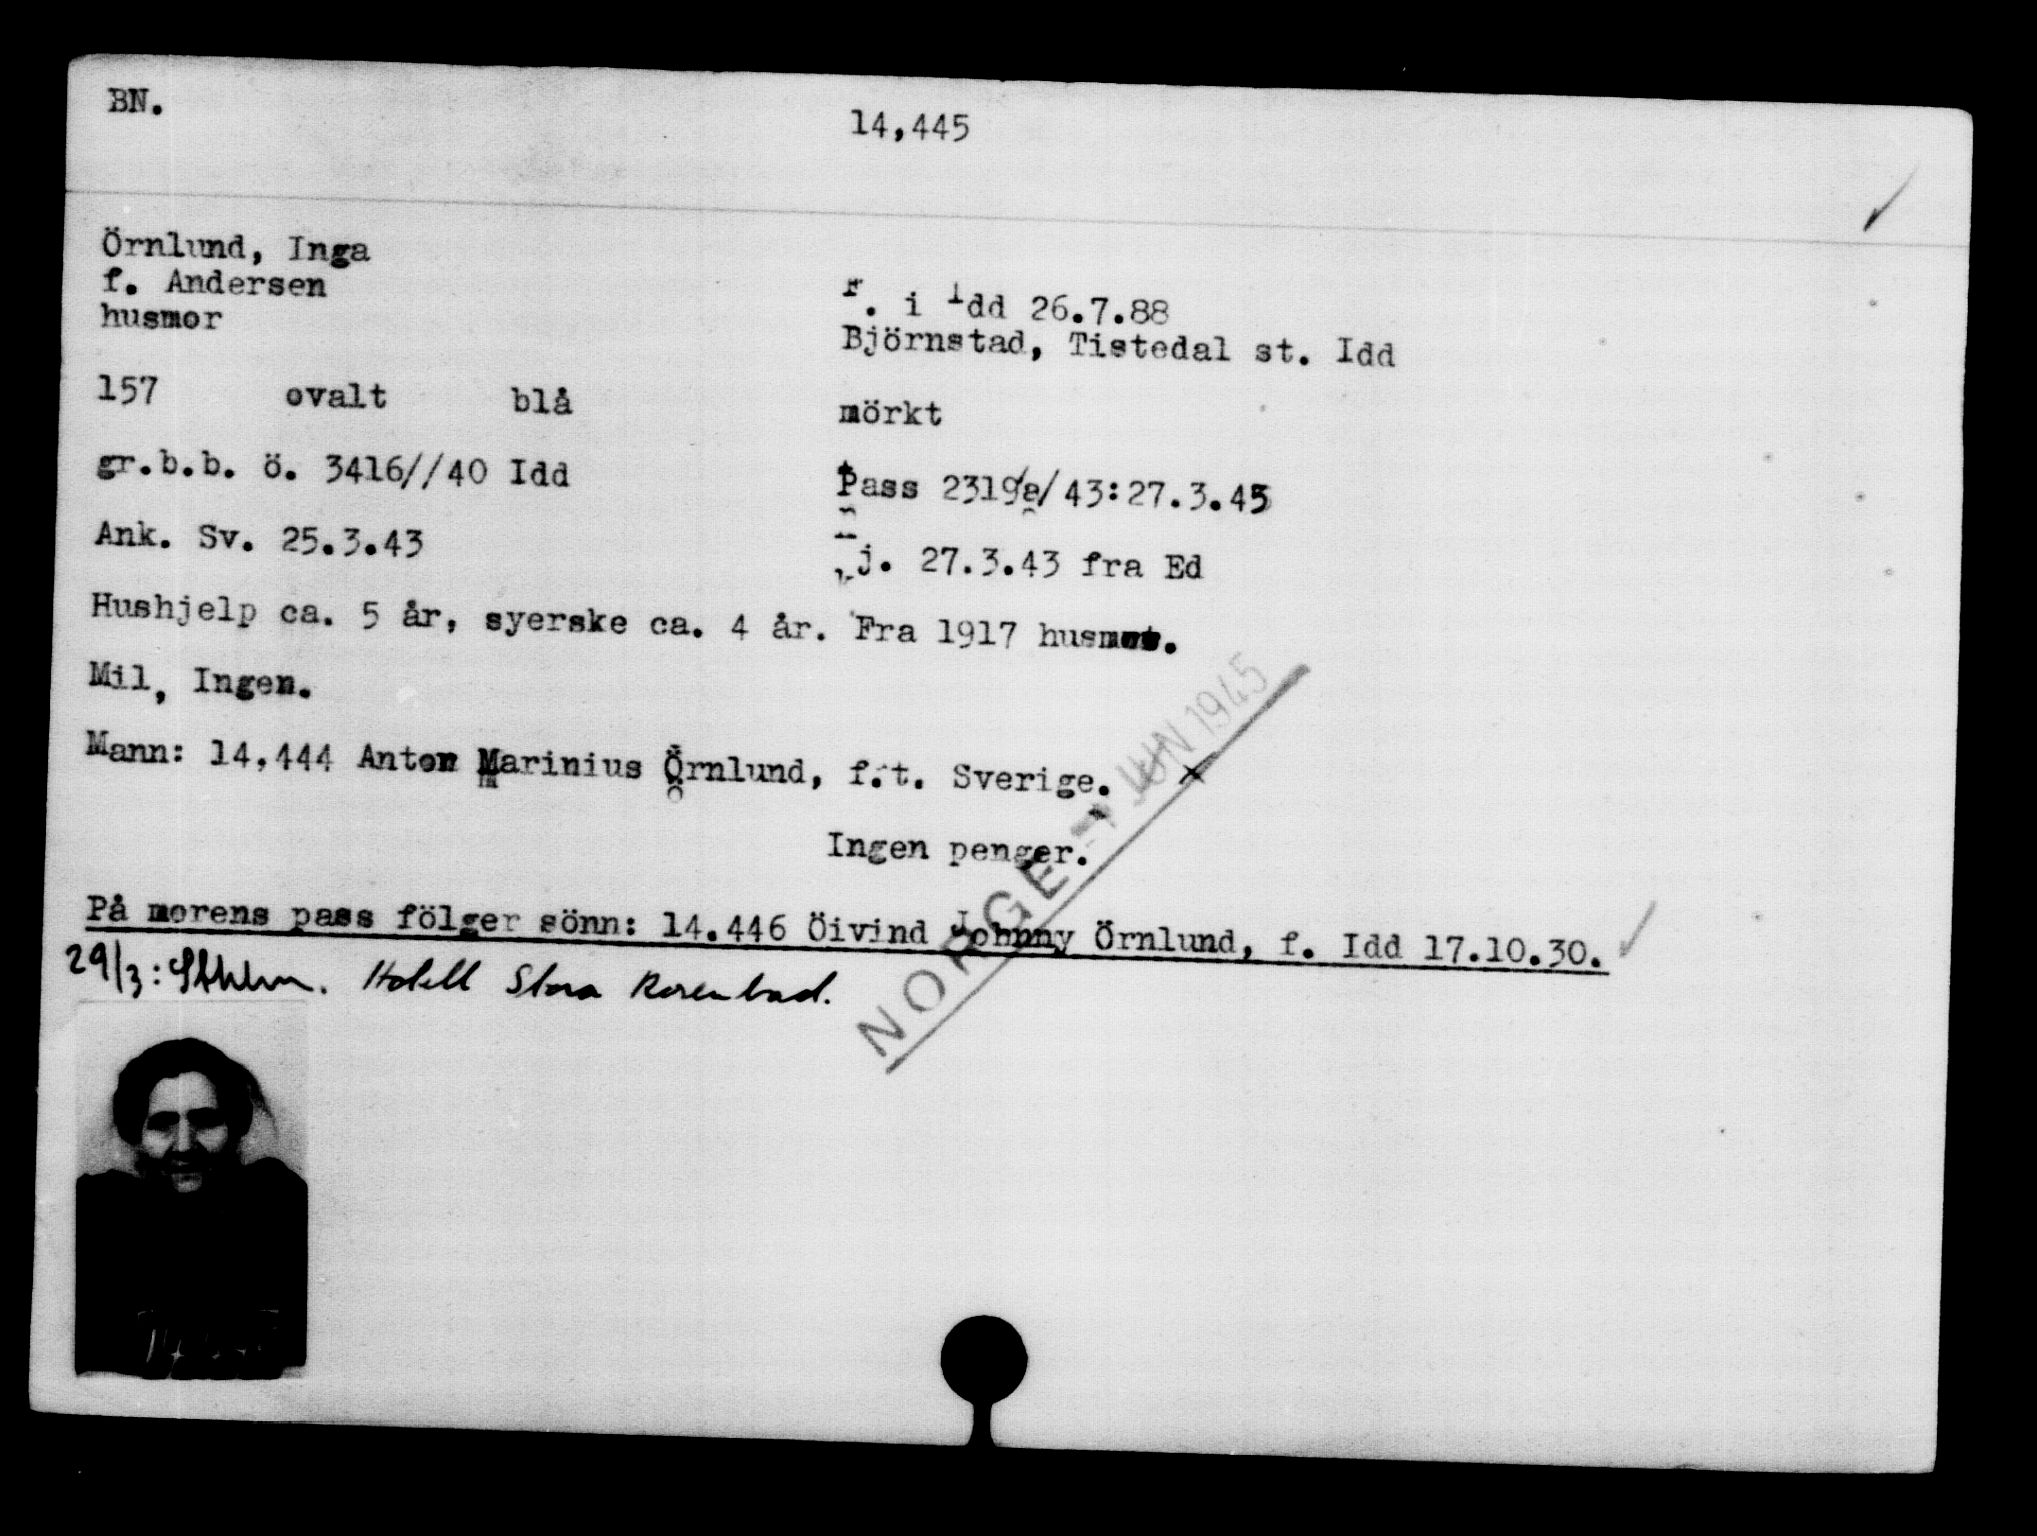 BN.
14,445
Örnlund, Inga
f. Andersen
husmor
F. i Idd 26.7.88
Björnstad, Tistedal st. Idd
157 ovalt blå mörkt
gr.b.b. ö. 3416//40 Idd
Pass 2319a/43:27.3.45
Ank. Sv. 25.3.43
j. 27.3.43 fra Ed
Hushjelp ca. 5 år, syerske ca. 4 år. Fra 1917 husmor.
Mil, Ingen.
Mann: 14,444 Anton Marinius Örnlund, f.t. Sverige.
Ingen penger.
NORGE - JUN 1945
På morens pass fölger sönn: 14.446 Öivind Johnny Örnlund, f. Idd 17.10.30.
29/3: Sthlm. Hotell Stora Rosenbad.